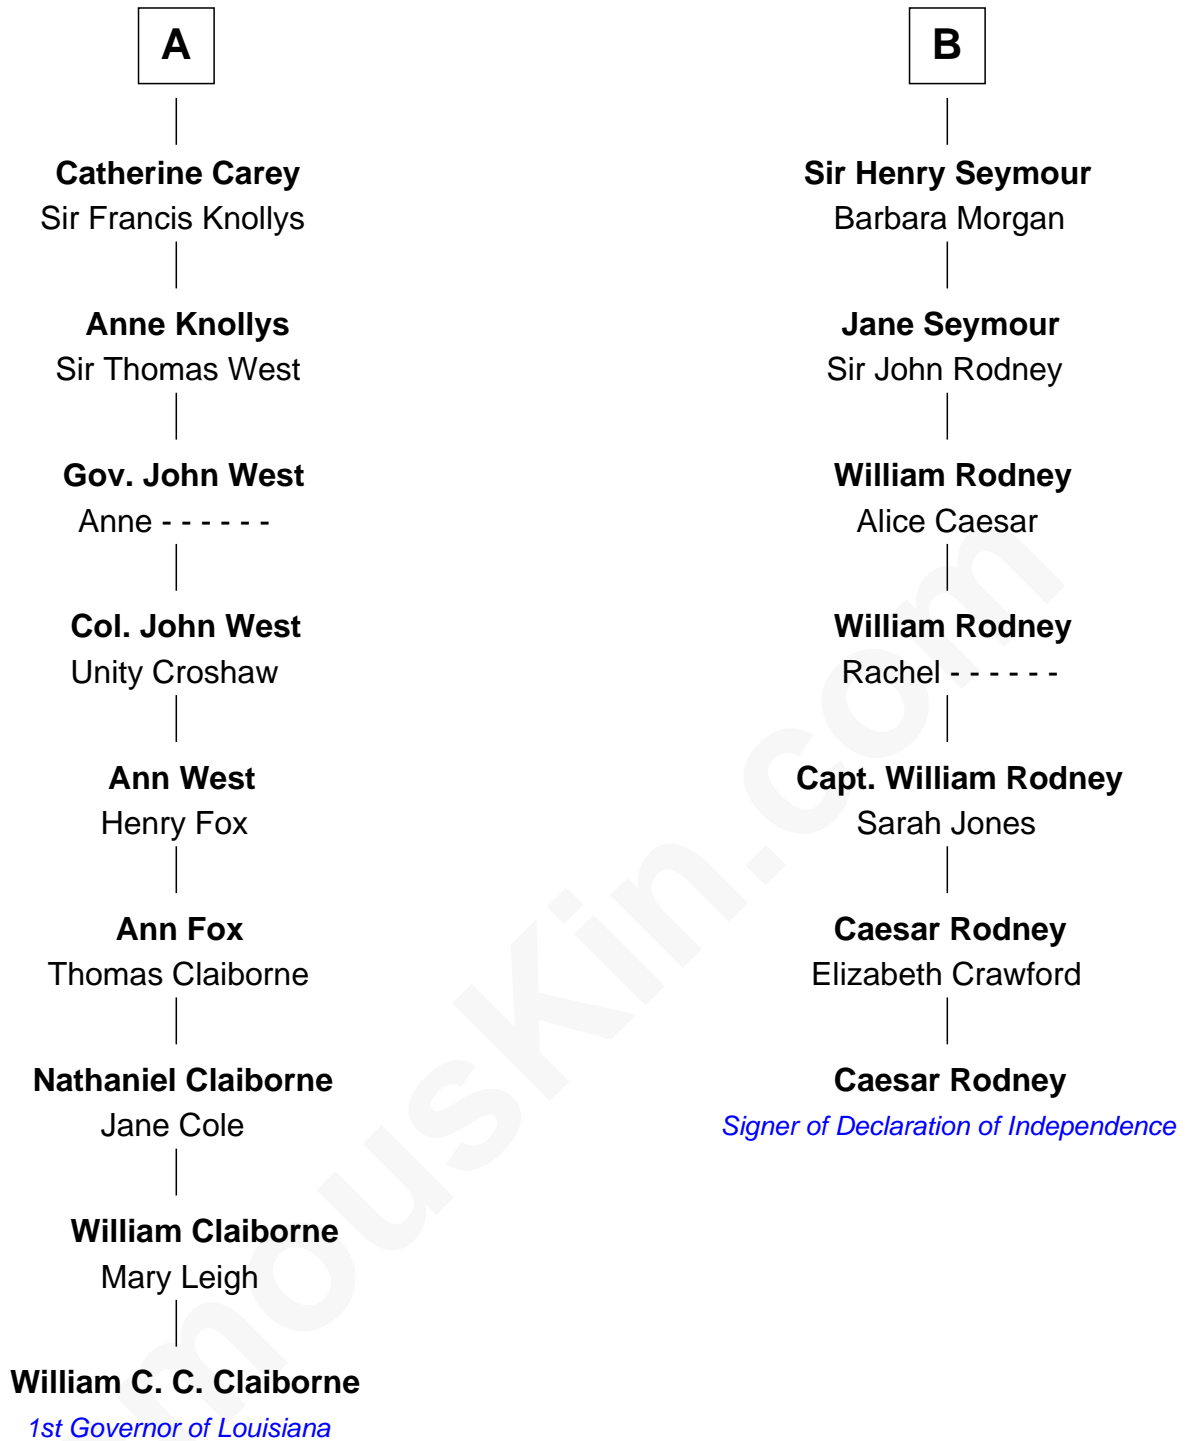 A
Catherine Carey
Sir Francis Knollys
Anne Knollys
Sir Thomas West
Gov. John West
Anne - - - - - -
Col. John West
Unity Croshaw
Ann West
Henry Fox
Ann Fox
Thomas Claiborne
Nathaniel Claiborne
Jane Cole
William Claiborne
Mary Leigh
William C. C. Claiborne
1st Governor of Louisiana
B
Sir Henry Seymour
Barbara Morgan
Jane Seymour
Sir John Rodney
William Rodney
Alice Caesar
William Rodney
Rachel - - - - - -
Capt. William Rodney
Sarah Jones
Caesar Rodney
Elizabeth Crawford
Caesar Rodney
Signer of Declaration of Independence
mousKin.com